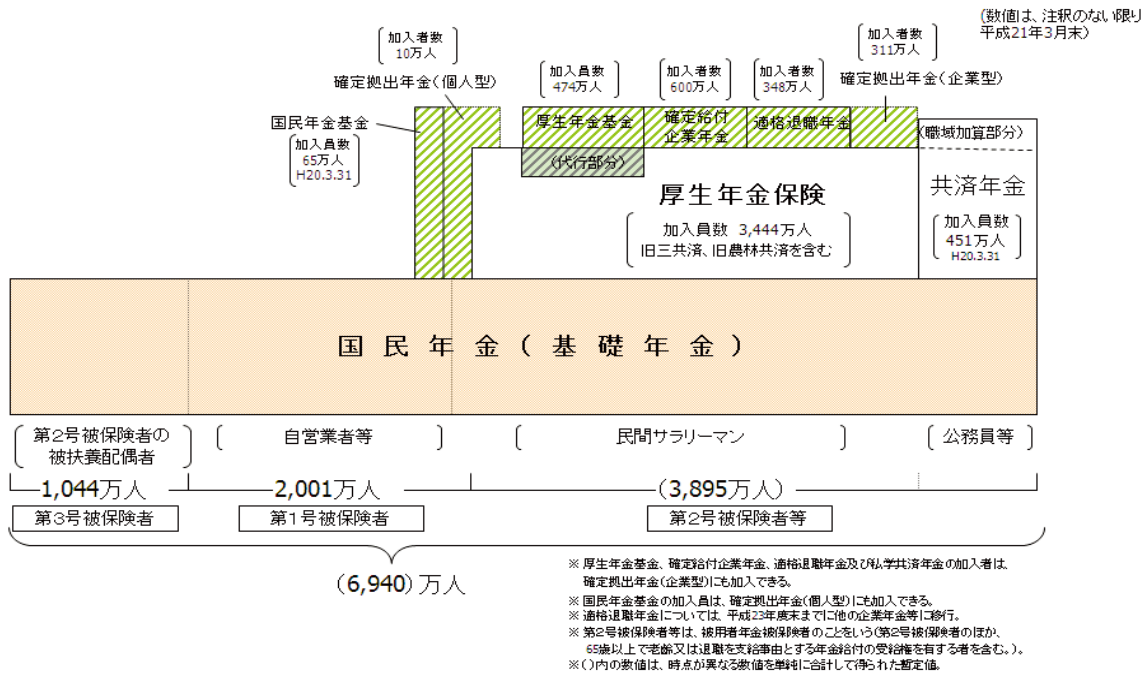 (数値は、注釈のない限り
平成21年3月末)
加入者数
10万人
確定拠出年金(個人型)
加入者数
311万人
確定拠出年金(企業型)
加入員数
474万人
加入者数
600万人
加入者数
348万人
国民年金基金
加入員数
65万人
H20.3.31
厚生年金基金
(代行部分)
確定給付
企業年金
適格退職年金
(職域加算部分)
厚生年金保険
加入員数 3,444万人
旧三共済、旧農林共済を含む
共済年金
加入員数
451万人
H20.3.31
国民年金(基礎年金)
第2号被保険者の
被扶養配偶者
自営業者等
民間サラリーマン
公務員等
1,044万人
2,001万人
(3,895万人)
第3号被保険者
第1号被保険者
第2号被保険者等
(6,940)万人
※ 厚生年金基金、確定給付企業年金、適格退職年金及び私学共済年金の加入者は、
確定拠出年金(企業型)にも加入できる。
※ 国民年金基金の加入員は、確定拠出年金(個人型)にも加入できる。
※ 適格退職年金については、平成23年度末までに他の企業年金等に移行。
※ 第2号被保険者等は、被用者年金被保険者のことをいう(第2号被保険者のほか、
65歳以上で老齢又は退職を支給事由とする年金給付の受給権を有する者を含む。)。
※()内の数値は、時点が異なる数値を単純に合計して得られた暫定値。